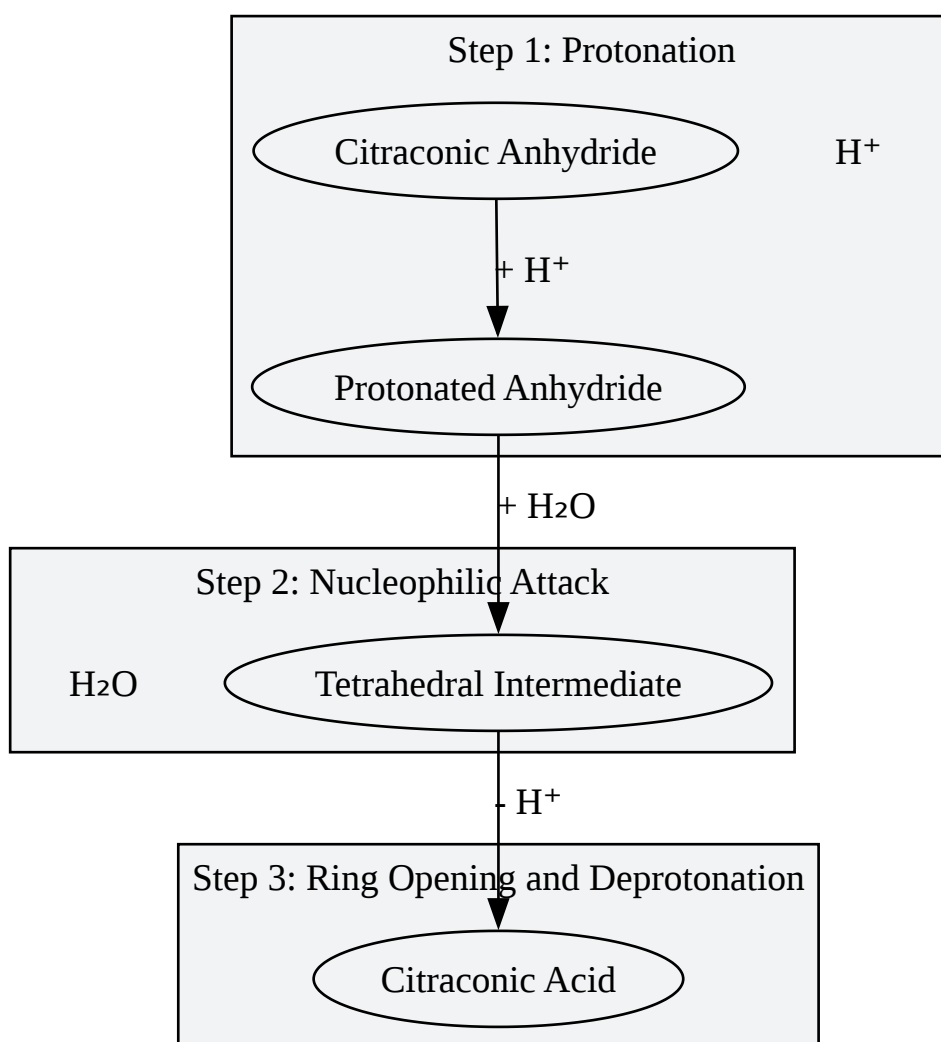 Step 1: Protonation
Citraconic Anhydride
H⁺
+ H⁺
Protonated Anhydride
+ H₂O
Step 2: Nucleophilic Attack
H₂O
Tetrahedral Intermediate
- H⁺
Step 3: Ring Opening and Deprotonation
Citraconic Acid